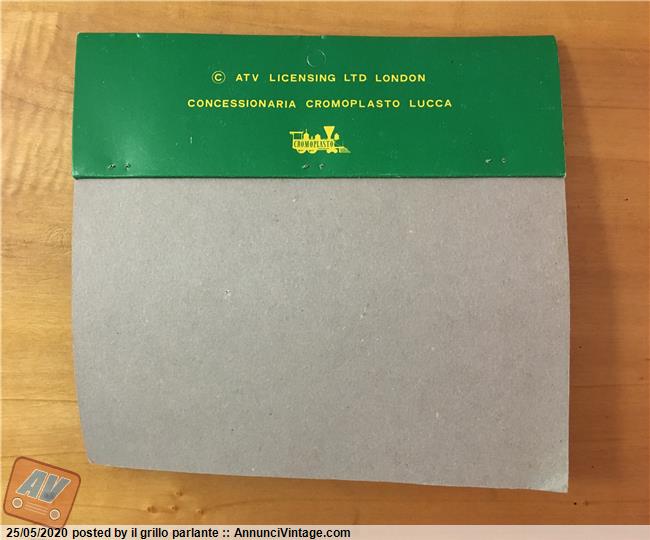 © ATV LICENSING LTD LONDON
CONCESSIONARIA CROMOPLASTO LUCCA
CROMOPLASTO
AV
25/05/2020 posted by il grillo parlante :: AnnunciVintage.com